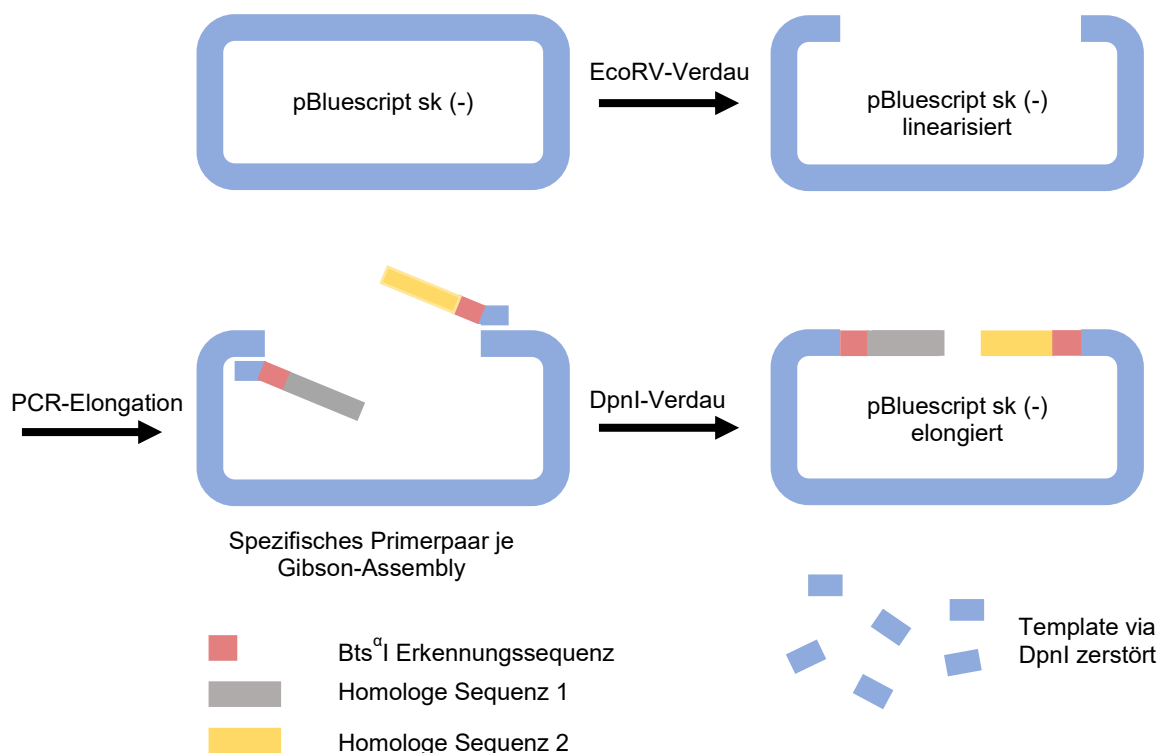 pBluescript sk (-)
EcoRV-Verdau
pBluescript sk (-)
linearisiert
PCR-Elongation
DpnI-Verdau
pBluescript sk (-)
elongiert
Spezifisches Primerpaar je
Gibson-Assembly
Template via
DpnI zerstört
BtsᵅI Erkennungssequenz
Homologe Sequenz 1
Homologe Sequenz 2